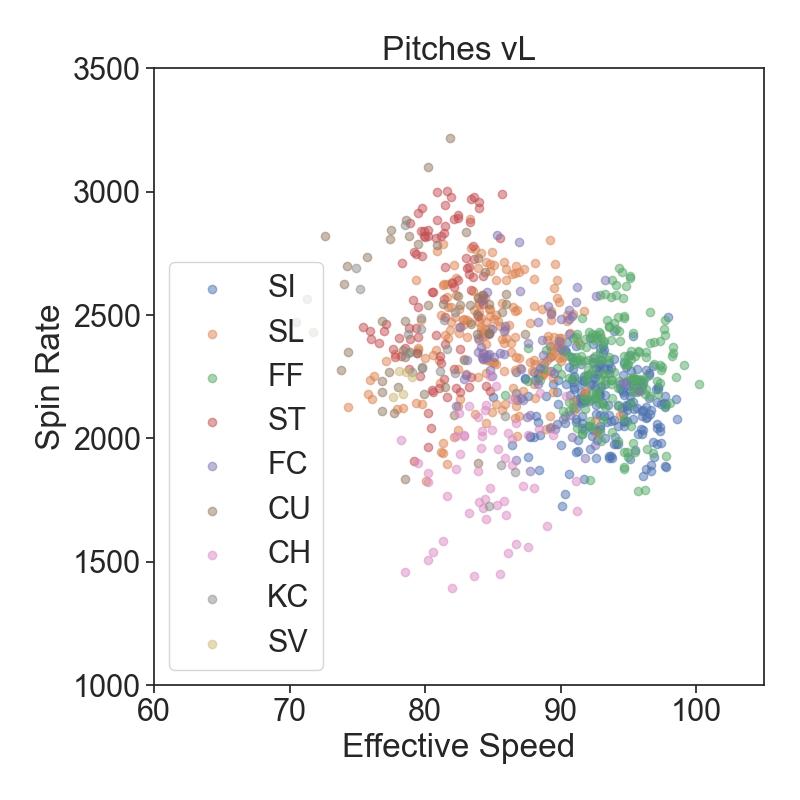 Pitches vL
3500
3000
2500
2000
1500
1000
Spin Rate
SI
SL
FF
ST
FC
CU
CH
KC
SV
60 70 80 90 100
Effective Speed